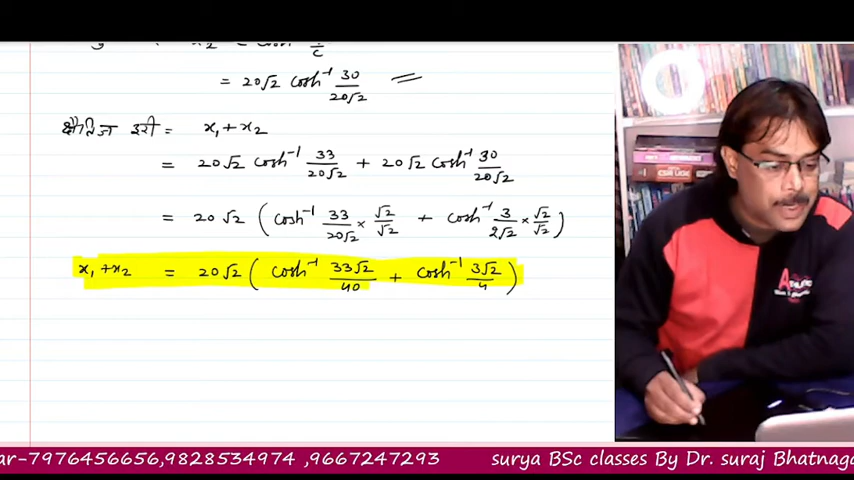 = 20√2 cosh⁻¹ 30/20√2
क्षैतिज दूरी = x₁ + x₂
= 20√2 cosh⁻¹ 33/20√2 + 20√2 cosh⁻¹ 30/20√2
= 20√2 (cosh⁻¹ 33/20√2 × √2/√2 + cosh⁻¹ 3/2√2 × √2/√2)
x₁ + x₂ = 20√2 (cosh⁻¹ 33√2/40 + cosh⁻¹ 3√2/4)
ar-7976456656,9828534974 ,9667247293 surya BSc classes By Dr. suraj Bhatnaga